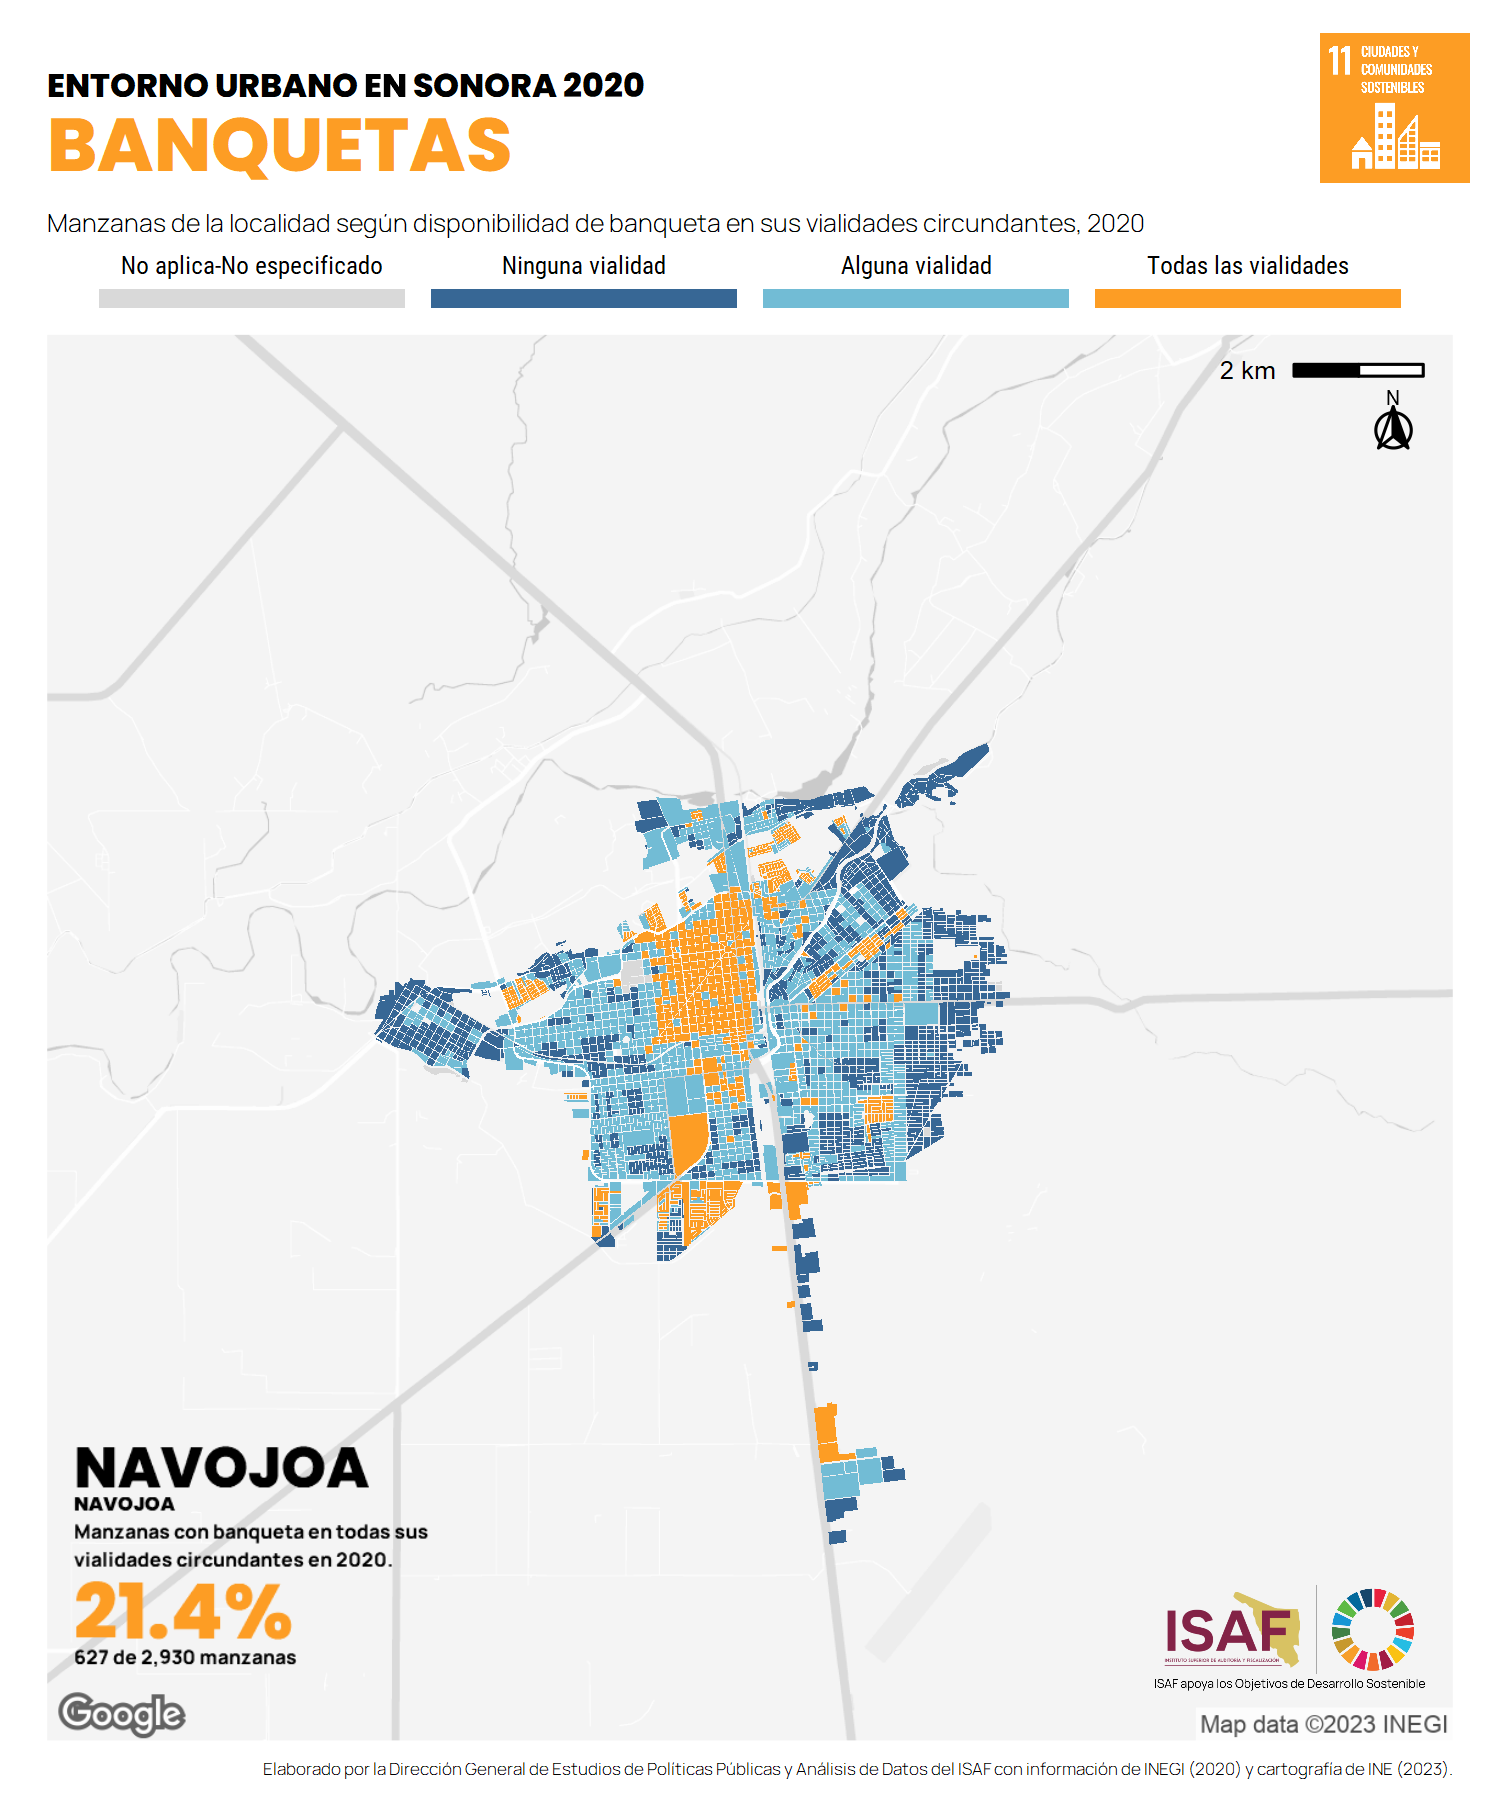 ENTORNO URBANO EN SONORA 2020
BANQUETAS
11 CIUDADES Y
COMUNIDADES
SOSTENIBLES
Manzanas de la localidad según disponibilidad de banqueta en sus vialidades circundantes, 2020
No aplica-No especificado
Ninguna vialidad
Alguna vialidad
Todas las vialidades
2 km
N
NAVOJOA
NAVOJOA
Manzanas con banqueta en todas sus
vialidades circundantes en 2020.
21.4%
627 de 2,930 manzanas
Google
ISAF
INSTITUTO SUPERIOR DE AUDITORÍA Y FISCALIZACIÓN
ISAF apoya los Objetivos de Desarrollo Sostenible
Map data ©2023 INEGI
Elaborado por la Dirección General de Estudios de Políticas Públicas y Análisis de Datos del ISAF con información de INEGI (2020) y cartografía de INE (2023).